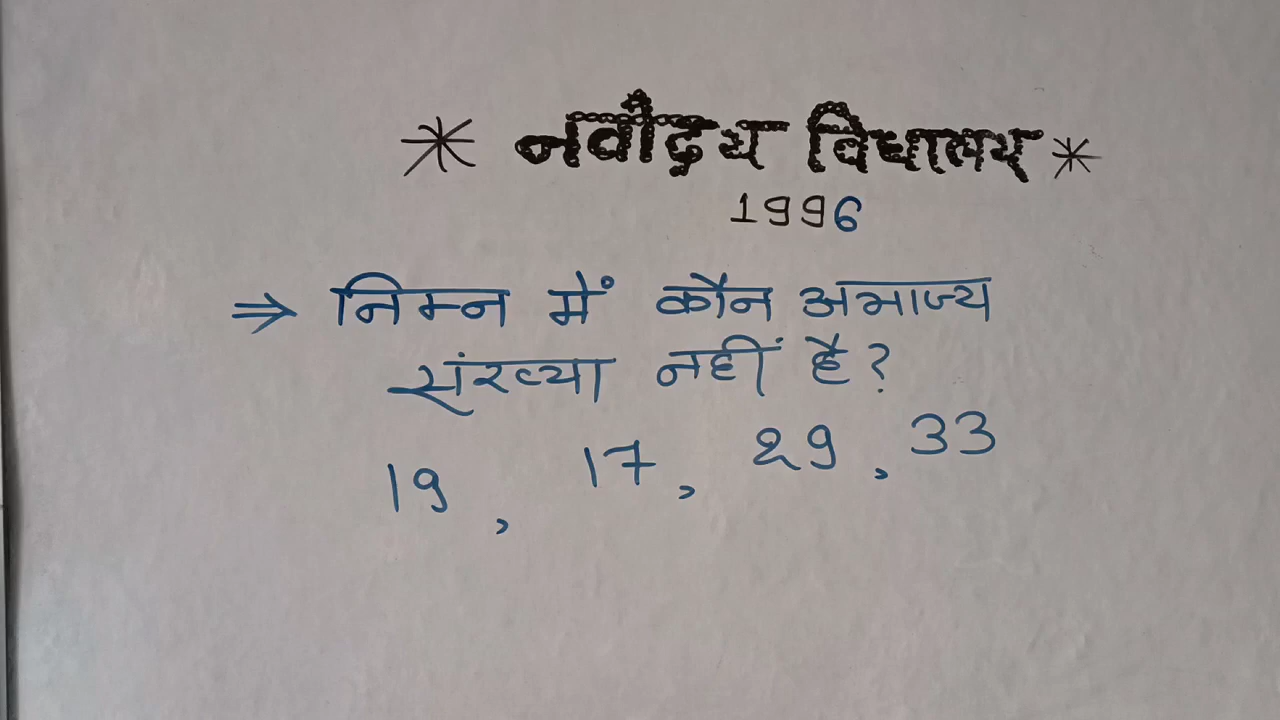 * नवोदय विधालय *
1996
⇒ निम्न में कौन अभाज्य
संख्या नहीं है?
19, 17, 29, 33